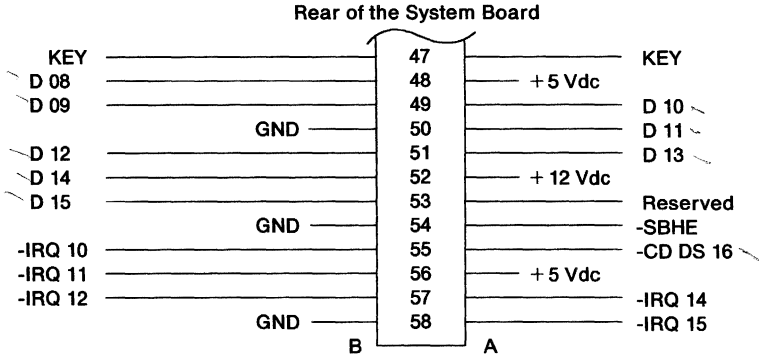 Rear of the System Board
KEY 47 KEY
D 08 48 + 5 Vdc
D 09 49 D 10
GND 50 D 11
D 12 51 D 13
D 14 52 + 12 Vdc
D 15 53 Reserved
GND 54 -SBHE
-IRQ 10 55 -CD DS 16
-IRQ 11 56 + 5 Vdc
-IRQ 12 57 -IRQ 14
GND 58 -IRQ 15
B A